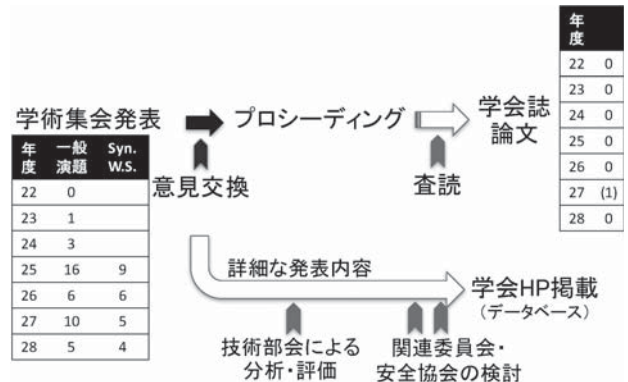 学術集会発表
年度 一般演題 Syn. W.S.
22 0
23 1
24 3
25 16 9
26 6 6
27 10 5
28 5 4
意見交換
プロシーディング
査読
学会誌
論文
年度
22 0
23 0
24 0
25 0
26 0
27 (1)
28 0
詳細な発表内容
学会HP掲載
（データベース）
技術部会による
分析・評価
関連委員会・
安全協会の検討